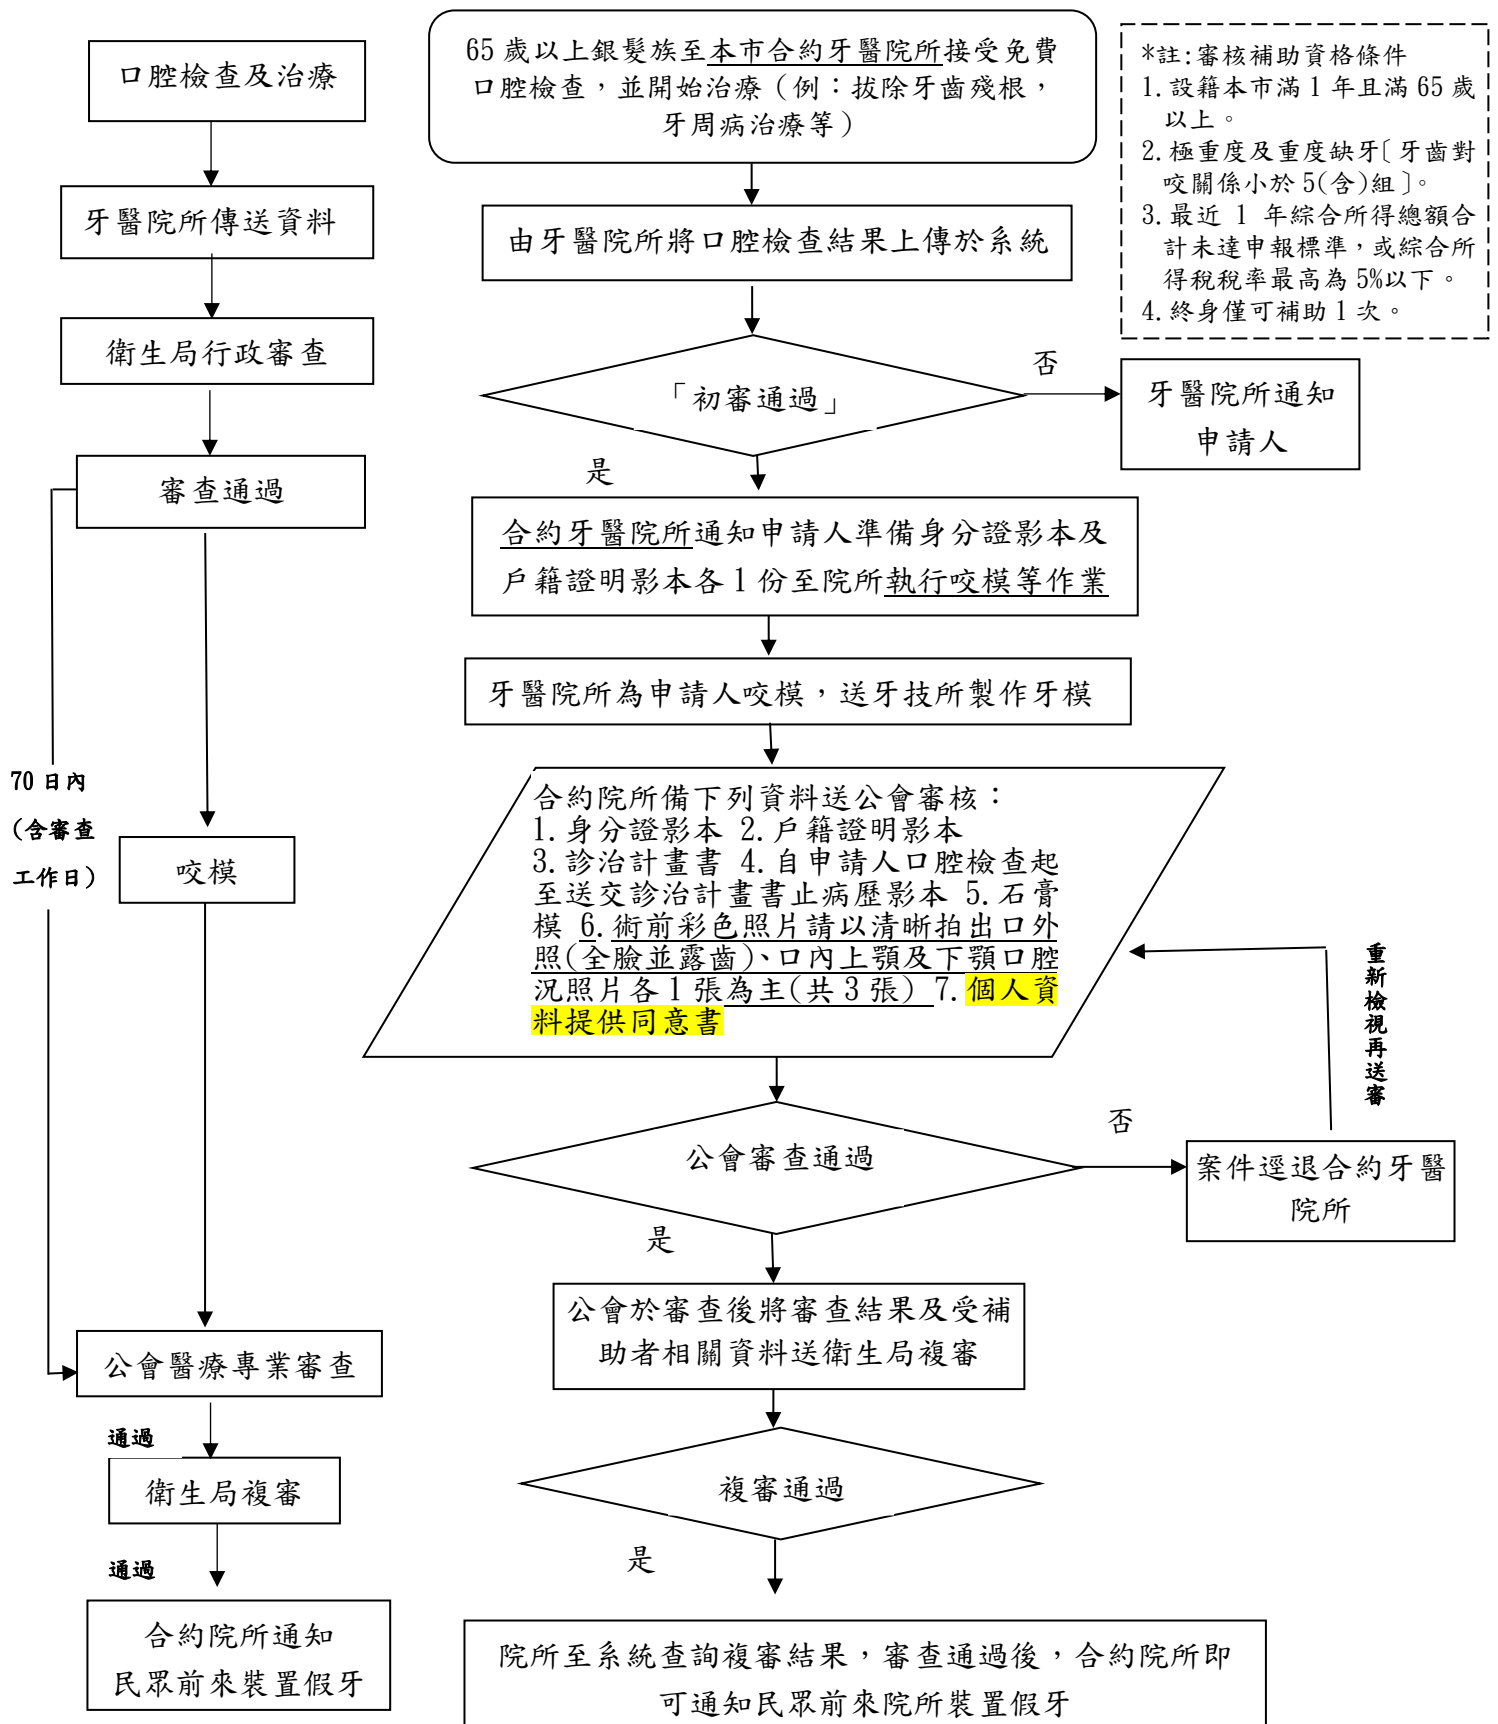 口腔檢查及治療
牙醫院所傳送資料
衛生局行政審查
審查通過
70 日內
(含審查
工作日)
咬模
公會醫療專業審查
通過
衛生局複審
通過
合約院所通知
民眾前來裝置假牙
65 歲以上銀髮族至本市合約牙醫院所接受免費
口腔檢查，並開始治療（例：拔除牙齒殘根，
牙周病治療等）
由牙醫院所將口腔檢查結果上傳於系統
「初審通過」
否
牙醫院所通知
申請人
是
合約牙醫院所通知申請人準備身分證影本及
戶籍證明影本各 1 份至院所執行咬模等作業
牙醫院所為申請人咬模，送牙技所製作牙模
合約院所備下列資料送公會審核：
1. 身分證影本 2. 戶籍證明影本
3. 診治計畫書 4. 自申請人口腔檢查起
至送交診治計畫書止病歷影本 5. 石膏
模 6. 術前彩色照片請以清晰拍出口外
照(全臉並露齒)、口內上顎及下顎口腔
況照片各 1 張為主(共 3 張) 7. 個人資
料提供同意書
公會審查通過
否
案件逕退合約牙醫
院所
重新檢視再送審
是
公會於審查後將審查結果及受補
助者相關資料送衛生局複審
複審通過
是
院所至系統查詢複審結果，審查通過後，合約院所即
可通知民眾前來院所裝置假牙
*註:審核補助資格條件
1. 設籍本市滿 1 年且滿 65 歲
以上。
2. 極重度及重度缺牙〔牙齒對
咬關係小於 5(含)組〕。
3. 最近 1 年綜合所得總額合
計未達申報標準，或綜合所
得稅稅率最高為 5%以下。
4. 終身僅可補助 1 次。